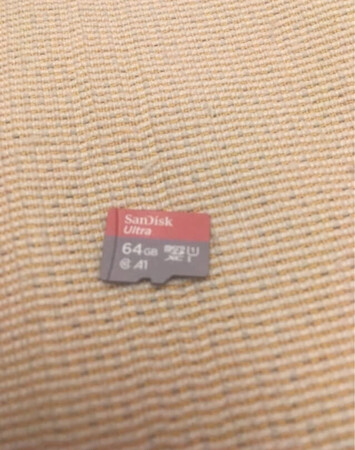 SanDisk
Ultra
64GB
A1